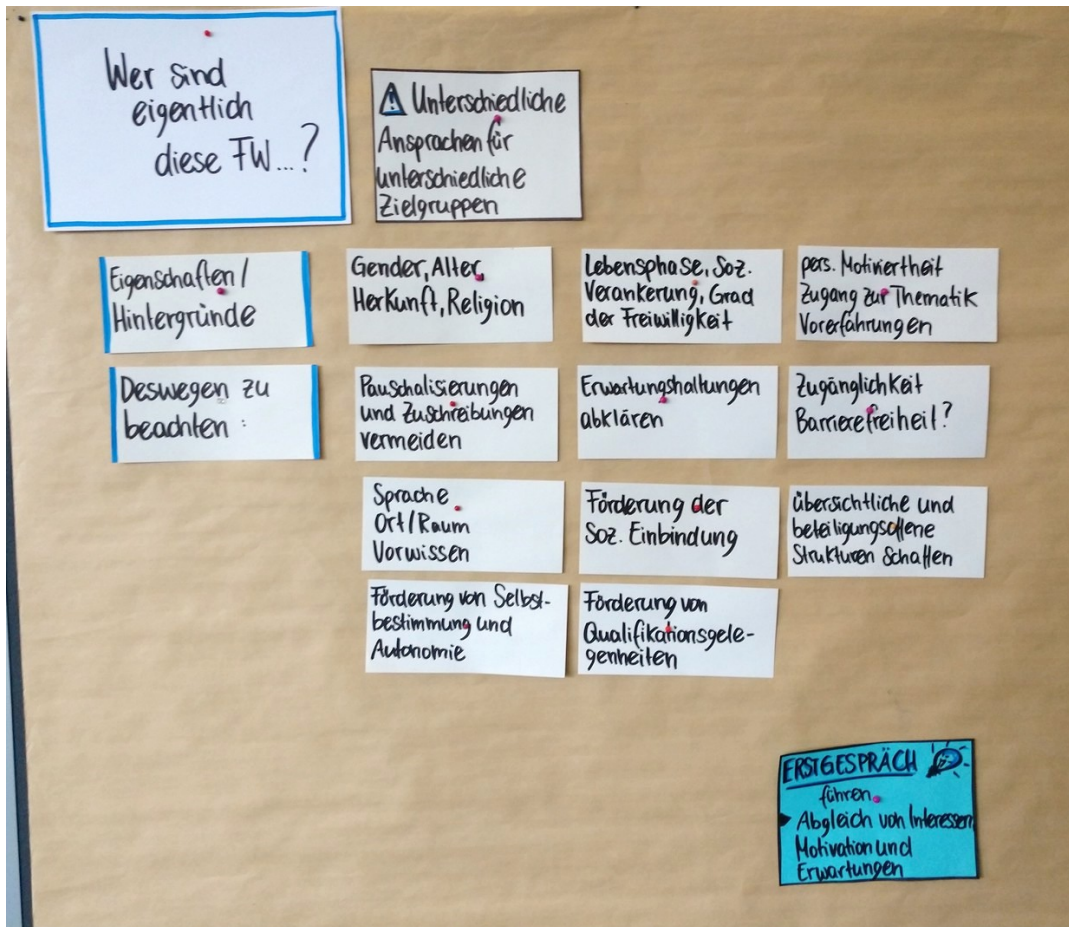 Wer sind
eigentlich
diese FW...?
⚠ Unterschiedliche
Ansprachen für
unterschiedliche
Zielgruppen
Eigenschaften/
Hintergründe
Gender, Alter,
Herkunft, Religion
Lebensphase, Soz.
Verankerung, Grad
der Freiwilligkeit
pers. Motiviertheit
Zugang zur Thematik
Vorerfahrungen
Deswegen zu
beachten:
Pauschalisierungen
und Zuschreibungen
vermeiden
Erwartungshaltungen
abklären
Zugänglichkeit
Barrierefreiheit?
Sprache
Ort/Raum
Vorwissen
Förderung der
Soz. Einbindung
übersichtliche und
beteiligungsoffene
Strukturen schaffen
Förderung von Selbst-
bestimmung und
Autonomie
Förderung von
Qualifikationsgele-
genheiten
ERSTGESPRÄCH
führen
Abgleich von Interessen
Motivation und
Erwartungen